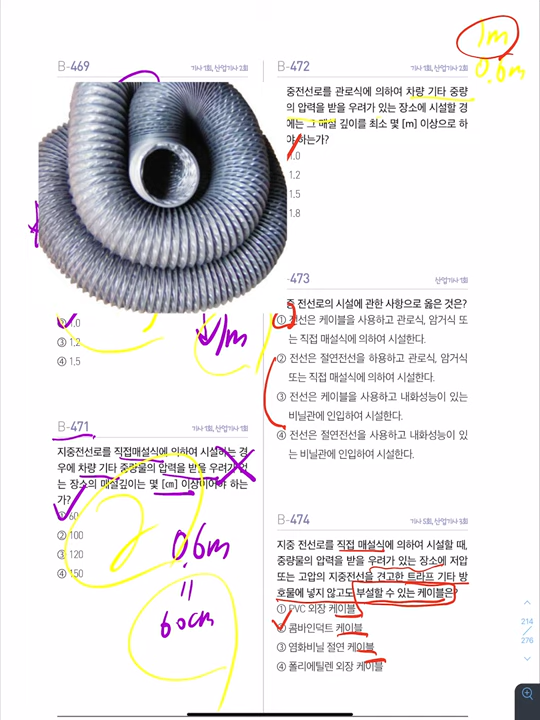 B-469
기사 1회, 산업기사 2회
② 1.0
③ 1.2
④ 1.5
1m
B-471
기사 1회, 산업기사 1회
지중전선로를 직접매설식에 의하여 시설하는 경
우에 차량 기타 중량물의 압력을 받을 우려가 없
는 장소의 매설깊이는 몇 [㎝] 이상이어야 하는
가?
① 60
② 100
③ 120
④ 150
0.6m
=
60cm
1m
0.6m
B-472
기사 1회, 산업기사 2회
중전선로를 관로식에 의하여 차량 기타 중량
의 압력을 받을 우려가 있는 장소에 시설할 경
에는 그 매설 깊이를 최소 몇 [m] 이상으로 하
야 하는가?
1.0
1.2
1.5
1.8
-473
산업기사 1회
중 전선로의 시설에 관한 사항으로 옳은 것은?
① 전선은 케이블을 사용하고 관로식, 암거식 또
는 직접 매설식에 의하여 시설한다.
② 전선은 절연전선을 하용하고 관로식, 암거식
또는 직접 매설식에 의하여 시설한다.
③ 전선은 케이블을 사용하고 내화성능이 있는
비닐관에 인입하여 시설한다.
④ 전선은 절연전선을 사용하고 내화성능이 있
는 비닐관에 인입하여 시설한다.
B-474
기사 5회, 산업기사 3회
지중 전선로를 직접 매설식에 의하여 시설할 때,
중량물의 압력을 받을 우려가 있는 장소에 저압
또는 고압의 지중전선을 견고한 트라프 기타 방
호물에 넣지 않고도 부설할 수 있는 케이블은?
① PVC 외장 케이블
② 콤바인덕트 케이블
③ 염화비닐 절연 케이블
④ 폴리에틸렌 외장 케이블
214
276